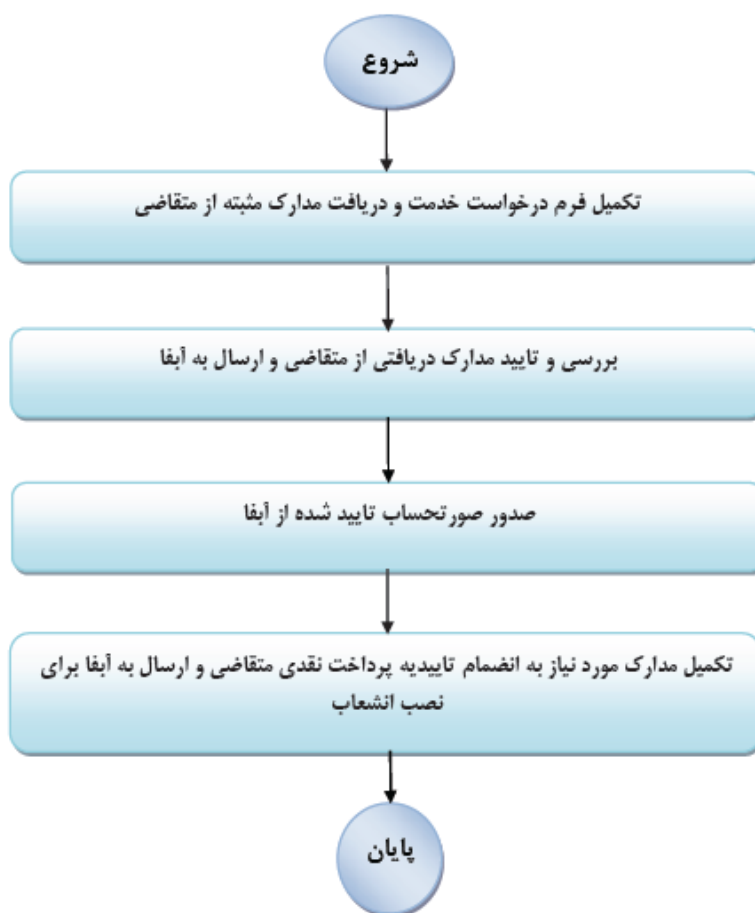 شروع
تکمیل فرم درخواست خدمت و دریافت مدارک مثبته از متقاضی
بررسی و تایید مدارک دریافتی از متقاضی و ارسال به آبفا
صدور صورتحساب تایید شده از آبفا
تکمیل مدارک مورد نیاز به انضمام تاییدیه پرداخت نقدی متقاضی و ارسال به آبفا برای
نصب انشعاب
پایان